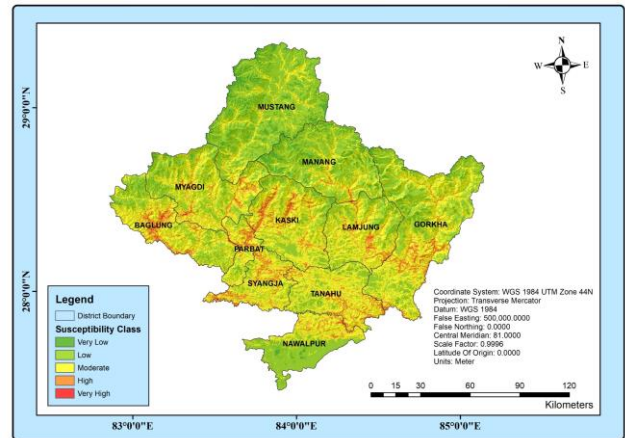 N
W E
S
29°0'0"N
28°0'0"N
MUSTANG
MANANG
MYAGDI
KASKI
LAMJUNG
GORKHA
BAGLUNG
PARBAT
SYANGJA
TANAHU
NAWALPUR
Legend
District Boundary
Susceptibility Class
Very Low
Low
Moderate
High
Very High
Coordinate System: WGS 1984 UTM Zone 44N
Projection: Transverse Mercator
Datum: WGS 1984
False Easting: 500,000.0000
False Northing: 0.0000
Central Meridian: 81.0000
Scale Factor: 0.9996
Latitude Of Origin: 0.0000
Units: Meter
0 15 30 60 90 120
Kilometers
83°0'0"E 84°0'0"E 85°0'0"E